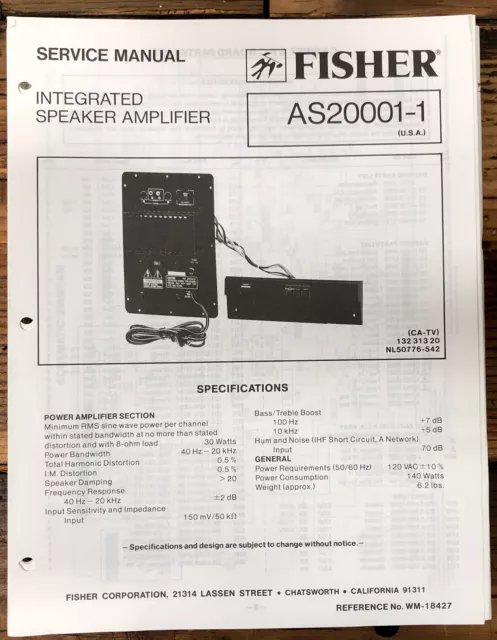 SERVICE MANUAL
FISHER®
INTEGRATED
SPEAKER AMPLIFIER
AS20001-1
(U.S.A.)
(CA-TV)
132 313 20
NL50776-542
SPECIFICATIONS
POWER AMPLIFIER SECTION
Minimum RMS sine wave power per channel
within stated bandwidth at no more than stated
distortion and with 8-ohm load 30 Watts
Power Bandwidth 40 Hz – 20 kHz
Total Harmonic Distortion 0.5 %
I.M. Distortion 0.5 %
Speaker Damping > 20
Frequency Response
40 Hz – 20 kHz ±2 dB
Input Sensitivity and Impedance
Input 150 mV/50 kΩ
Bass/Treble Boost
100 Hz +7 dB
10 kHz +5 dB
Hum and Noise (IHF Short Circuit, A Network)
Input 70 dB
GENERAL
Power Requirements (50/60 Hz) 120 VAC ± 10 %
Power Consumption 140 Watts
Weight (approx.) 6.2 lbs.
– Specifications and design are subject to change without notice. –
FISHER CORPORATION, 21314 LASSEN STREET • CHATSWORTH • CALIFORNIA 91311
REFERENCE No. WM-18427